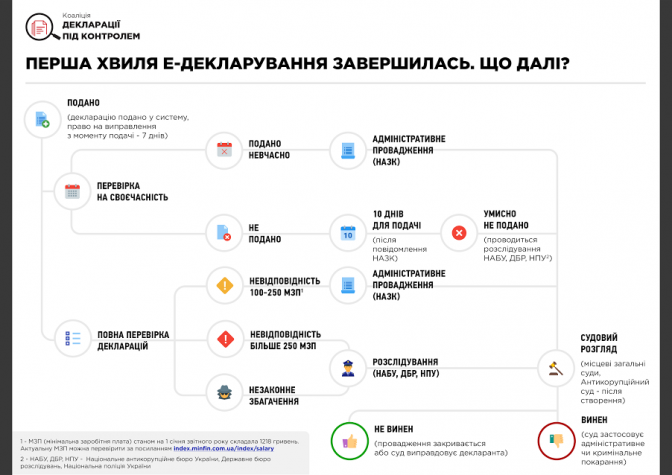 Коаліція
ДЕКЛАРАЦІЇ
ПІД КОНТРОЛЕМ
ПЕРША ХВИЛЯ Е-ДЕКЛАРУВАННЯ ЗАВЕРШИЛАСЬ. ЩО ДАЛІ?
ПОДАНО
(декларацію подано у систему,
право на виправлення
з моменту подачі - 7 днів)
ПЕРЕВІРКА
НА СВОЄЧАСНІСТЬ
ПОДАНО
НЕВЧАСНО
АДМІНІСТРАТИВНЕ
ПРОВАДЖЕННЯ
(НАЗК)
НЕ
ПОДАНО
10
10 ДНІВ
ДЛЯ ПОДАЧІ
(після
повідомлення
НАЗК)
УМИСНО
НЕ ПОДАНО
(проводиться
розслідування
НАБУ, ДБР, НПУ²)
ПОВНА ПЕРЕВІРКА
ДЕКЛАРАЦІЙ
НЕВІДПОВІДНІСТЬ
100-250 МЗП¹
АДМІНІСТРАТИВНЕ
ПРОВАДЖЕННЯ
(НАЗК)
НЕВІДПОВІДНІСТЬ
БІЛЬШЕ 250 МЗП
НЕЗАКОННЕ
ЗБАГАЧЕННЯ
РОЗСЛІДУВАННЯ
(НАБУ, ДБР, НПУ)
СУДОВИЙ
РОЗГЛЯД
(місцеві загальні
суди,
Антикорупційний
суд - після
створення)
НЕ ВИНЕН
(провадження закривається
або суд виправдовує декларанта)
ВИНЕН
(суд застосовує
адміністративне
чи кримінальне
покарання)
1 - МЗП (мінімальна заробітня плата) станом на 1 січня звітного року складала 1218 гривень.
Актуальну МЗП можна перевірити за посиланням index.minfin.com.ua/index/salary
2 - НАБУ, ДБР, НПУ - Національне антикорупційне бюро України, Державне бюро
розслідувань, Національна поліція України